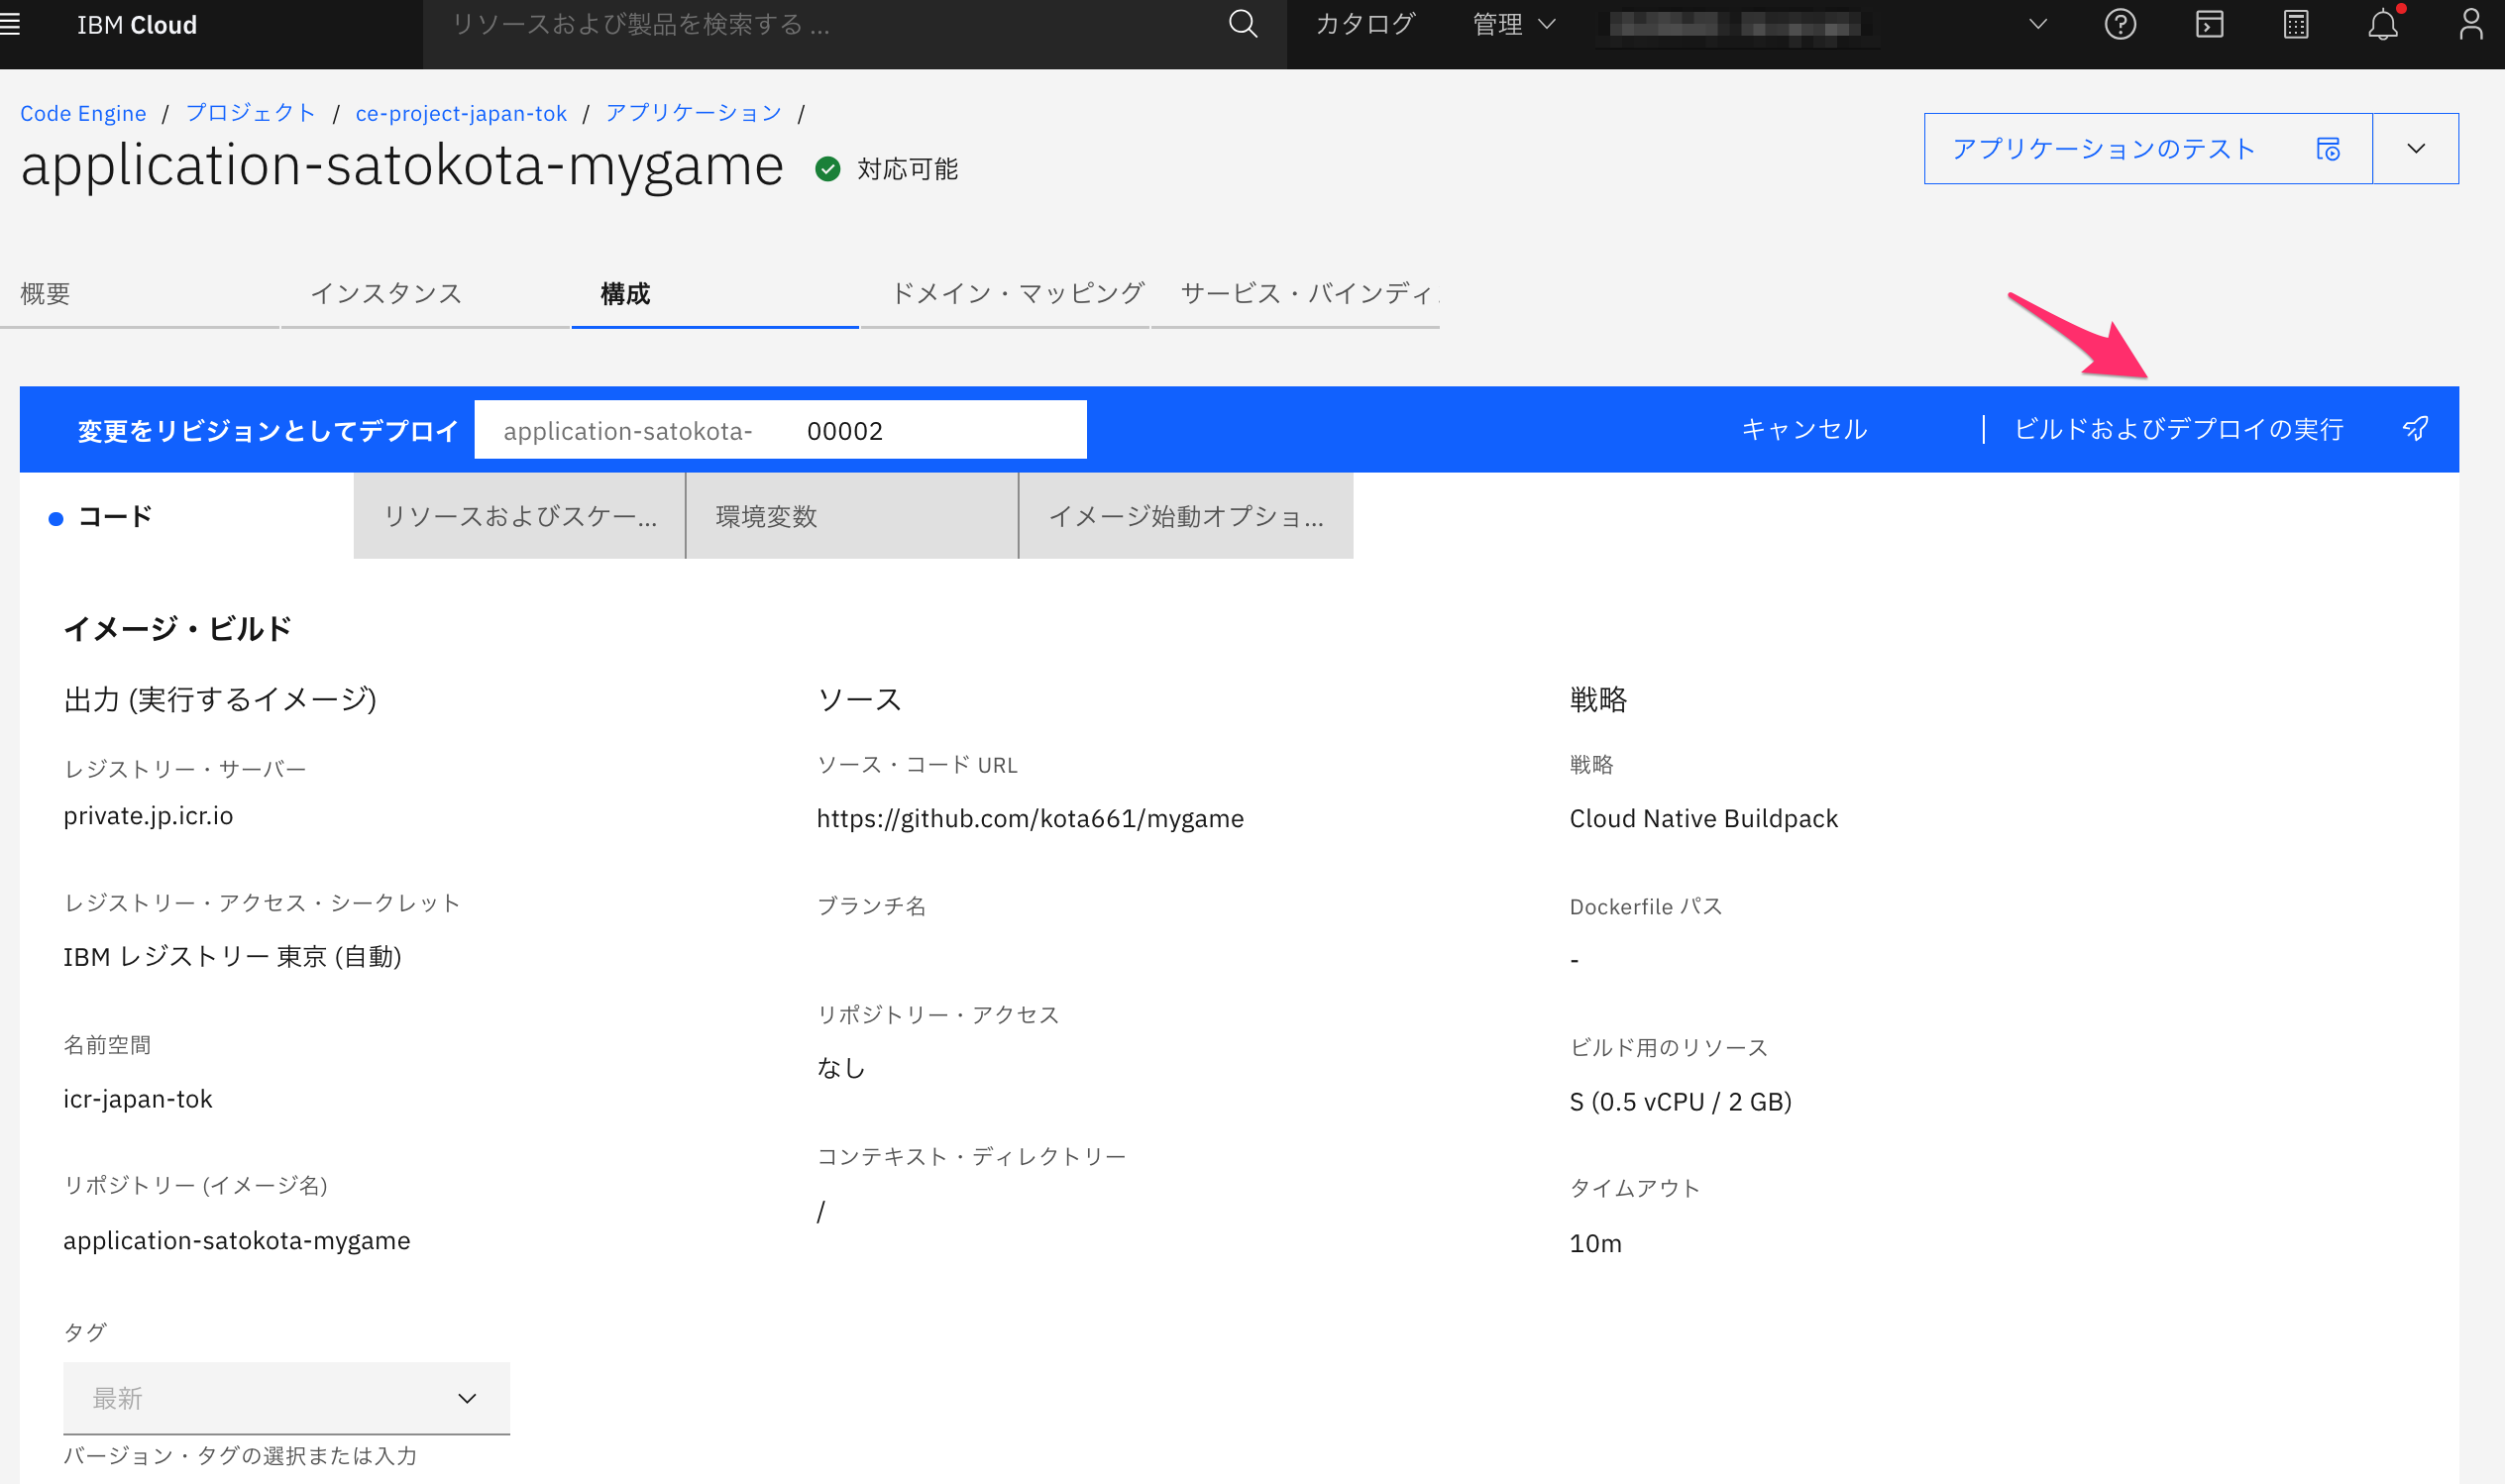 IBM Cloud
リソースおよび製品を検索する ...
カタログ
管理
Code Engine / プロジェクト / ce-project-japan-tok / アプリケーション /
application-satokota-mygame
対応可能
アプリケーションのテスト
概要
インスタンス
構成
ドメイン・マッピング
サービス・バインディ
変更をリビジョンとしてデプロイ
application-satokota-
00002
キャンセル
ビルドおよびデプロイの実行
コード
リソースおよびスケー...
環境変数
イメージ始動オプショ...
イメージ・ビルド
出力 (実行するイメージ)
レジストリー・サーバー
private.jp.icr.io
レジストリー・アクセス・シークレット
IBM レジストリー 東京 (自動)
名前空間
icr-japan-tok
リポジトリー (イメージ名)
application-satokota-mygame
タグ
最新
バージョン・タグの選択または入力
ソース
ソース・コード URL
https://github.com/kota661/mygame
ブランチ名
リポジトリー・アクセス
なし
コンテキスト・ディレクトリー
/
戦略
戦略
Cloud Native Buildpack
Dockerfile パス
-
ビルド用のリソース
S (0.5 vCPU / 2 GB)
タイムアウト
10m